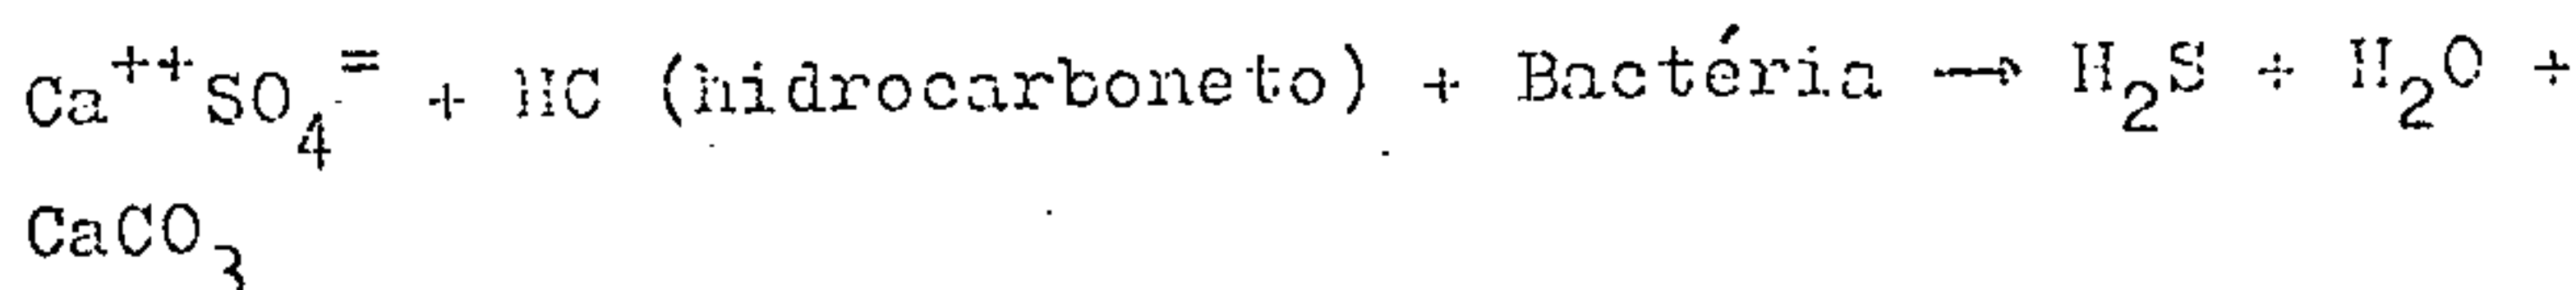 Ca⁺⁺SO₄⁼ + HC (hidrocarboneto) + Bactéria → H₂S + H₂O +
CaCO₃